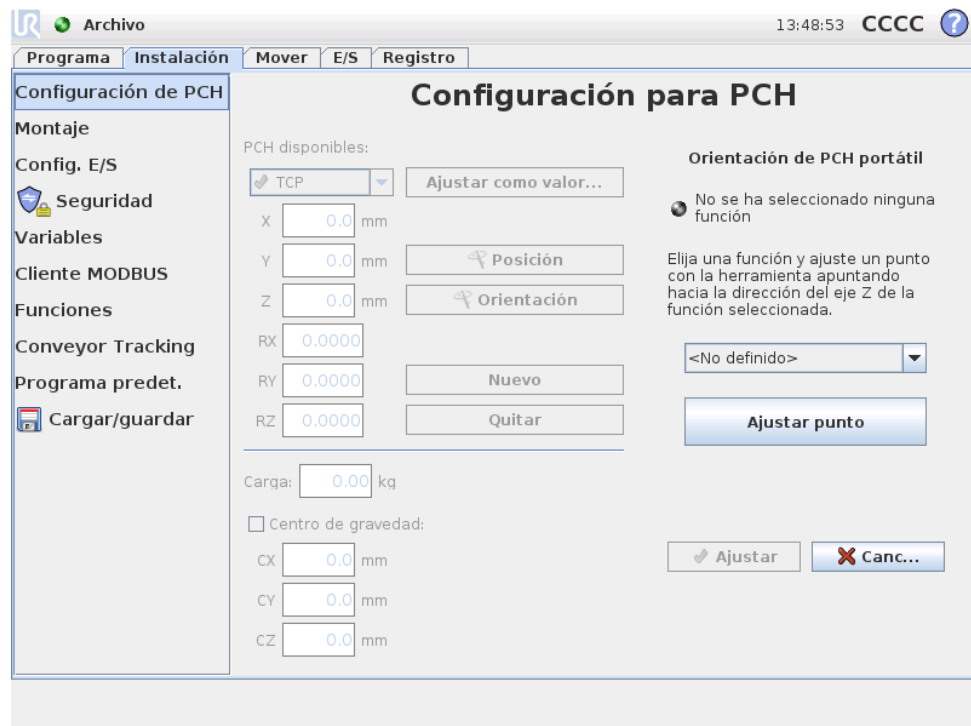 UR Archivo 13:48:53 CCCC ?
Programa Instalación Mover E/S Registro
Configuración de PCH
Montaje
Config. E/S
Seguridad
Variables
Cliente MODBUS
Funciones
Conveyor Tracking
Programa predet.
Cargar/guardar
Configuración para PCH
PCH disponibles:
TCP Ajustar como valor...
X 0.0 mm
Y 0.0 mm Posición
Z 0.0 mm Orientación
RX 0.0000
RY 0.0000 Nuevo
RZ 0.0000 Quitar
Carga: 0.00 kg
Centro de gravedad:
CX 0.0 mm
CY 0.0 mm
CZ 0.0 mm
Orientación de PCH portátil
No se ha seleccionado ninguna
función
Elija una función y ajuste un punto
con la herramienta apuntando
hacia la dirección del eje Z de la
función seleccionada.
<No definido>
Ajustar punto
Ajustar Canc...